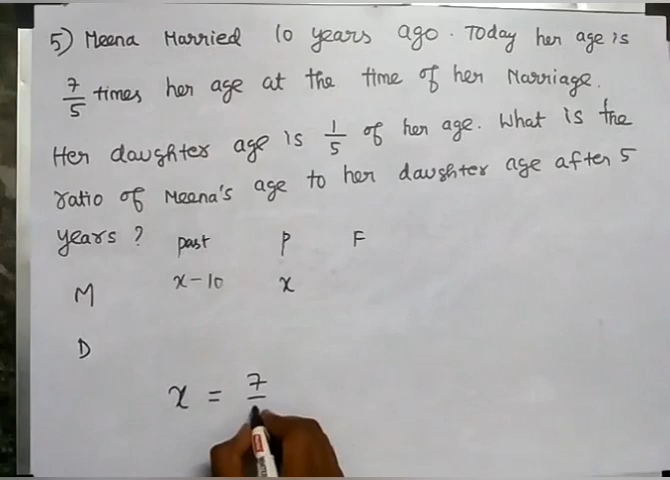 5) Meena Married 10 years ago. Today her age is
7/5 times her age at the time of her Marriage.
Her daughter age is 1/5 of her age. What is the
ratio of Meena's age to her daughter age after 5
years? past P F
M x-10 x
D
x = 7